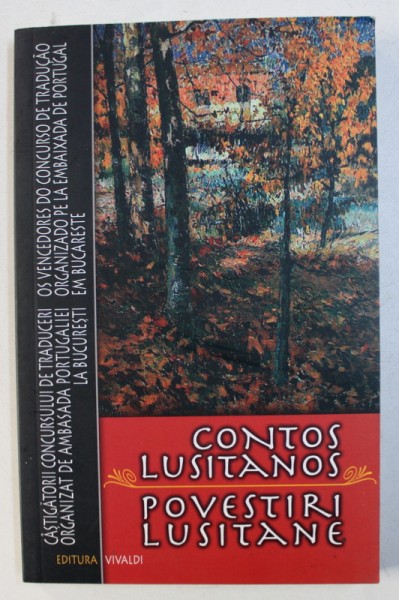 CÂȘTIGĂTORII CONCURSULUI DE TRADUCERI
ORGANIZAT DE AMBASADA PORTUGALIEI
LA BUCUREȘTI
OS VENCEDORES DO CONCURSO DE TRADUÇÃO
ORGANIZADO PELA EMBAIXADA DE PORTUGAL
EM BUCARESTE
CONTOS
LUSITANOS
POVESTIRI
LUSITANE
EDITURA VIVALDI